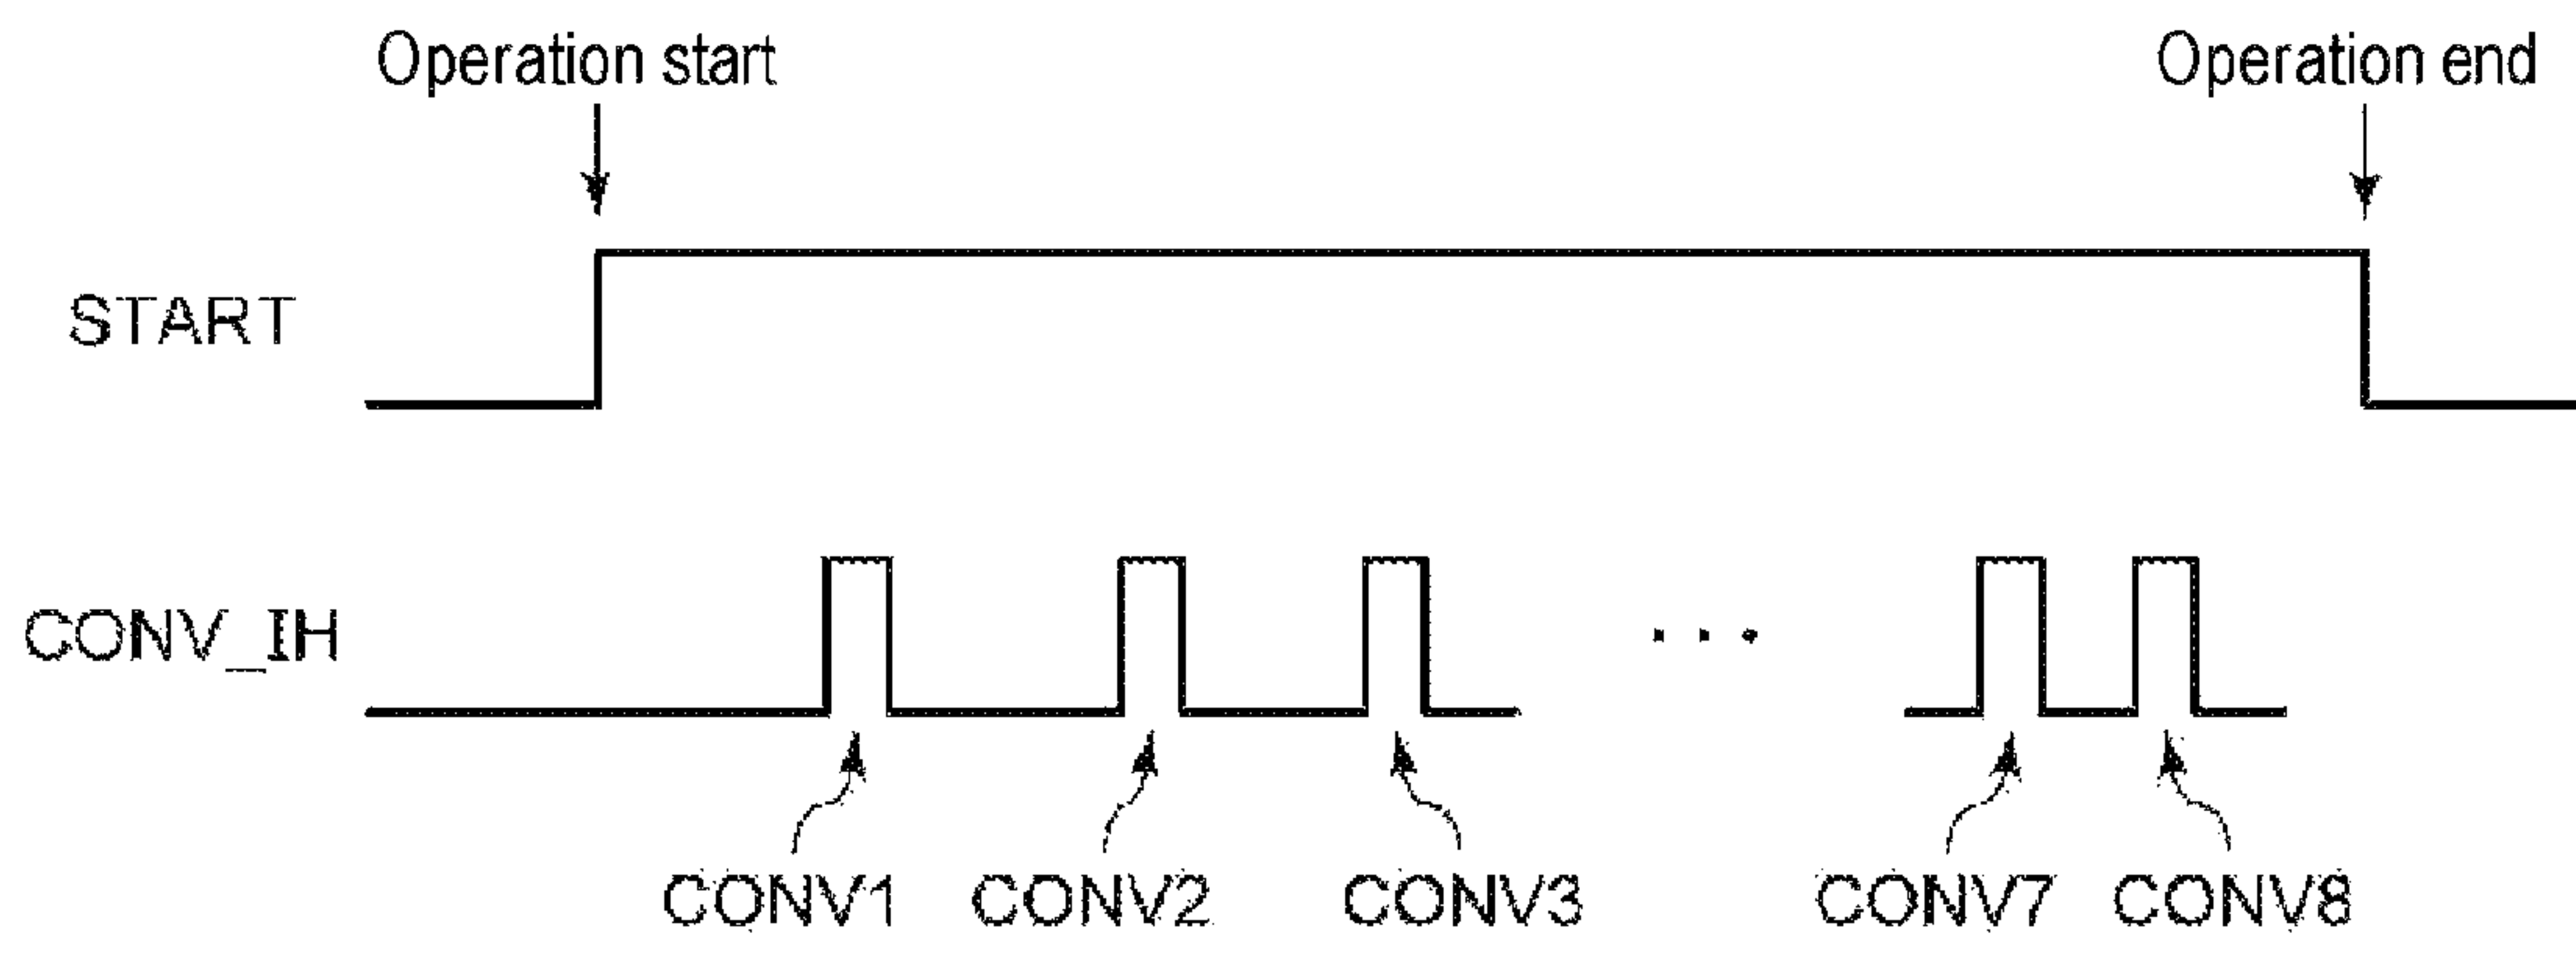 Operation start
Operation end
START
CONV_IH
. . .
CONV1
CONV2
CONV3
CONV7
CONV8